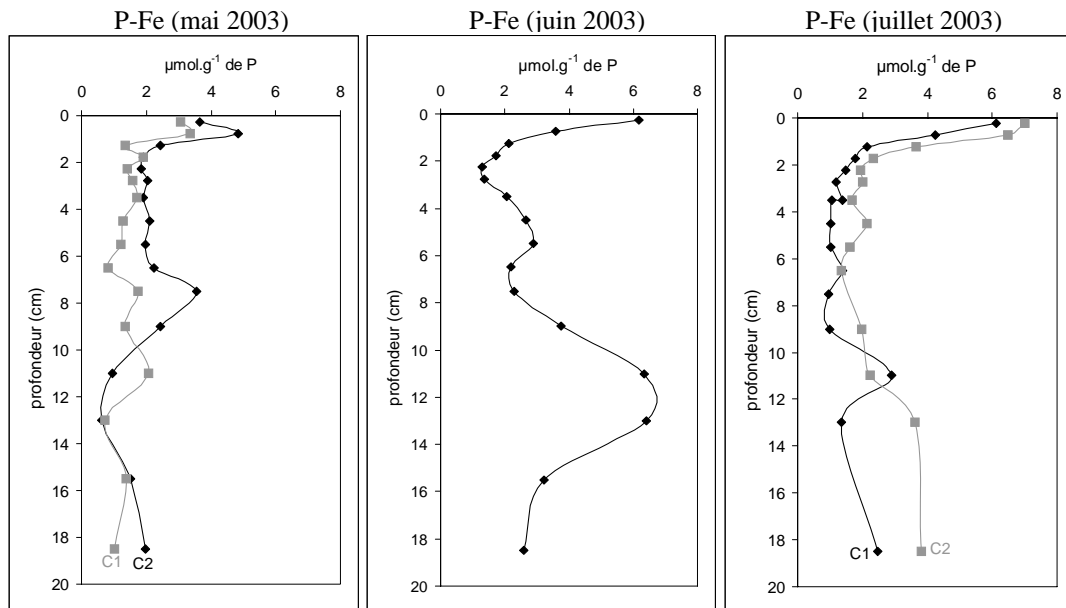 P-Fe (mai 2003)
P-Fe (juin 2003)
P-Fe (juillet 2003)
µmol.g⁻¹ de P
0 2 4 6 8
0
2
4
6
8
10
12
14
16
18
20
profondeur (cm)
C1 C2
µmol.g⁻¹ de P
0 2 4 6 8
0
2
4
6
8
10
12
14
16
18
20
profondeur (cm)
µmol.g⁻¹ de P
0 2 4 6 8
0
2
4
6
8
10
12
14
16
18
20
profondeur (cm)
C1 C2